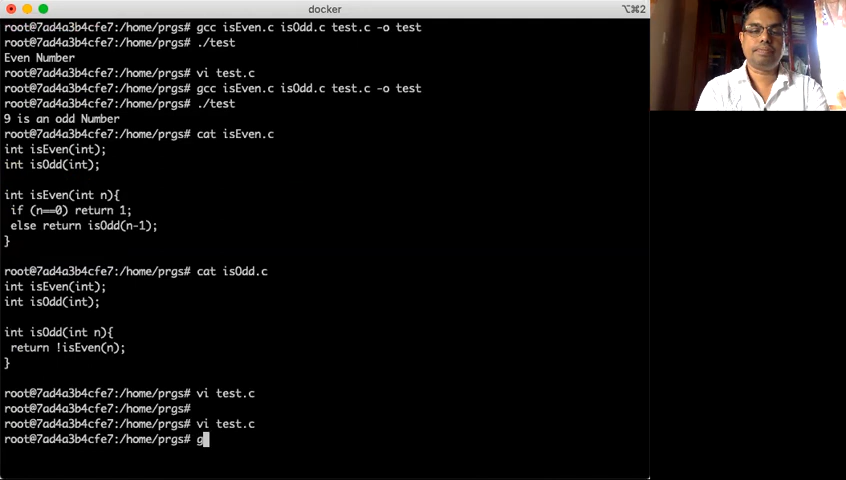 docker
⌥⌘2
root@7ad4a3b4cfe7:/home/prgs# gcc isEven.c isOdd.c test.c -o test
root@7ad4a3b4cfe7:/home/prgs# ./test
Even Number
root@7ad4a3b4cfe7:/home/prgs# vi test.c
root@7ad4a3b4cfe7:/home/prgs# gcc isEven.c isOdd.c test.c -o test
root@7ad4a3b4cfe7:/home/prgs# ./test
9 is an odd Number
root@7ad4a3b4cfe7:/home/prgs# cat isEven.c
int isEven(int);
int isOdd(int);
int isEven(int n){
if (n==0) return 1;
else return isOdd(n-1);
}
root@7ad4a3b4cfe7:/home/prgs# cat isOdd.c
int isEven(int);
int isOdd(int);
int isOdd(int n){
return !isEven(n);
}
root@7ad4a3b4cfe7:/home/prgs# vi test.c
root@7ad4a3b4cfe7:/home/prgs#
root@7ad4a3b4cfe7:/home/prgs# vi test.c
root@7ad4a3b4cfe7:/home/prgs# g